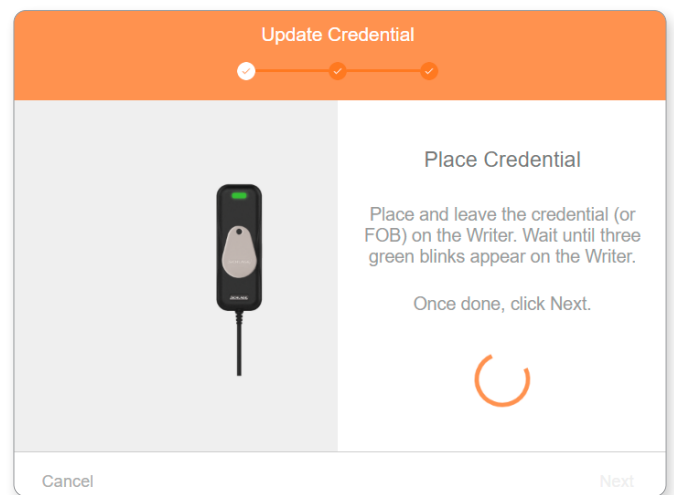 Update Credential
Place Credential
Place and leave the credential (or
FOB) on the Writer. Wait until three
green blinks appear on the Writer.
Once done, click Next.
Cancel
Next